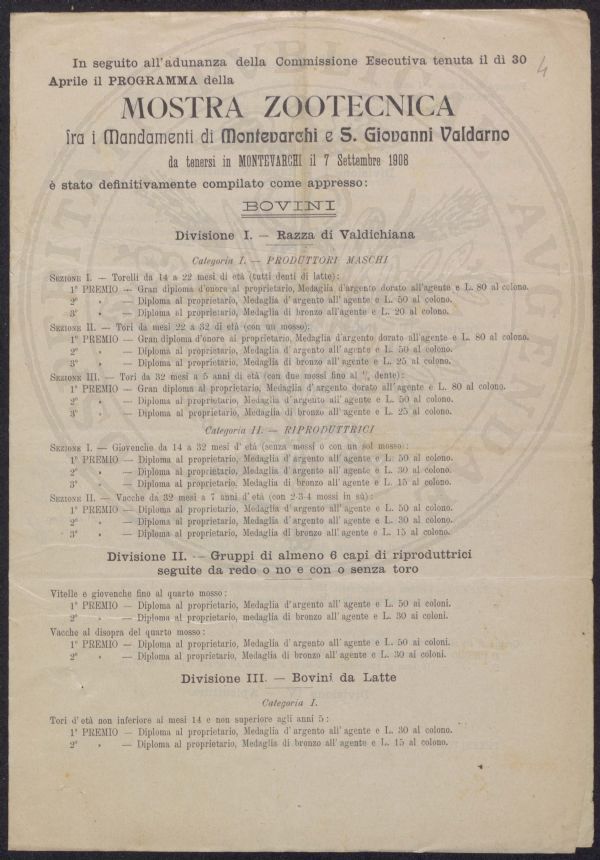 In seguito all'adunanza della Commissione Esecutiva tenuta il dì 30
Aprile il PROGRAMMA della
4
MOSTRA ZOOTECNICA
fra i Mandamenti di Montevarchi e S. Giovanni Valdarno
da tenersi in MONTEVARCHI il 7 Settembre 1908
è stato definitivamente compilato come appresso:
BOVINI
Divisione I. — Razza di Valdichiana
Categoria I. — PRODUTTORI MASCHI
SEZIONE I. — Torelli da 14 a 22 mesi di età (tutti denti di latte):
1° PREMIO — Gran diploma d'onore al proprietario, Medaglia d'argento dorato all'agente e L. 80 al colono.
2° » — Diploma al proprietario, Medaglia d'argento all'agente e L. 50 al colono.
3° » — Diploma al proprietario, Medaglia di bronzo all'agente e L. 20 al colono.
SEZIONE II. — Tori da mesi 22 a 32 di età (con un mosso):
1° PREMIO — Gran diploma d'onore al proprietario, Medaglia d'argento dorato all'agente e L. 80 al colono.
2° » — Diploma al proprietario, Medaglia d'argento all'agente e L. 50 al colono.
3° » — Diploma al proprietario, Medaglia di bronzo all'agente e L. 25 al colono.
SEZIONE III. — Tori da 32 mesi a 5 anni di età (con due mossi fino al dente):
1° PREMIO — Gran diploma al proprietario, Medaglia d'argento dorato all'agente e L. 80 al colono.
2° » — Diploma al proprietario, Medaglia d'argento all'agente e L. 50 al colono.
3° » — Diploma al proprietario, Medaglia di bronzo all'agente e L. 25 al colono.
Categoria II. — RIPRODUTTRICI
SEZIONE I. — Giovenche da 14 a 32 mesi d'età (senza mossi o con un sol mosso):
1° PREMIO — Diploma al proprietario, Medaglia d'argento all'agente e L. 50 al colono.
2° » — Diploma al proprietario, Medaglia d'argento all'agente e L. 30 al colono.
3° » — Diploma al proprietario, Medaglia di bronzo all'agente e L. 15 al colono.
SEZIONE II. — Vacche da 32 mesi a 7 anni d'età (con 2-3-4 mossi in sù):
1° PREMIO — Diploma al proprietario, Medaglia d'argento all'agente e L. 50 al colono.
2° » — Diploma al proprietario, Medaglia d'argento all'agente e L. 30 al colono.
3° » — Diploma al proprietario, Medaglia di bronzo all'agente e L. 15 al colono.
Divisione II. — Gruppi di almeno 6 capi di riproduttrici
seguite da redo o no e con o senza toro
Vitelle e giovenche fino al quarto mosso:
1° PREMIO — Diploma al proprietario, Medaglia d'argento all'agente e L. 50 ai coloni.
2° » — Diploma al proprietario, medaglia di bronzo all'agente e L. 30 ai coloni.
Vacche al disopra del quarto mosso:
1° PREMIO — Diploma al proprietario, Medaglia d'argento all'agente e L. 50 ai coloni.
2° » — Diploma al proprietario, Medaglia di bronzo all'agente e L. 30 ai coloni.
Divisione III. — Bovini da Latte
Categoria I.
Tori d'età non inferiore ai mesi 14 e non superiore agli anni 5:
1° PREMIO — Diploma al proprietario, Medaglia d'argento all'agente e L. 30 al colono.
2° » — Diploma al proprietario, Medaglia di bronzo all'agente e L. 15 al colono.